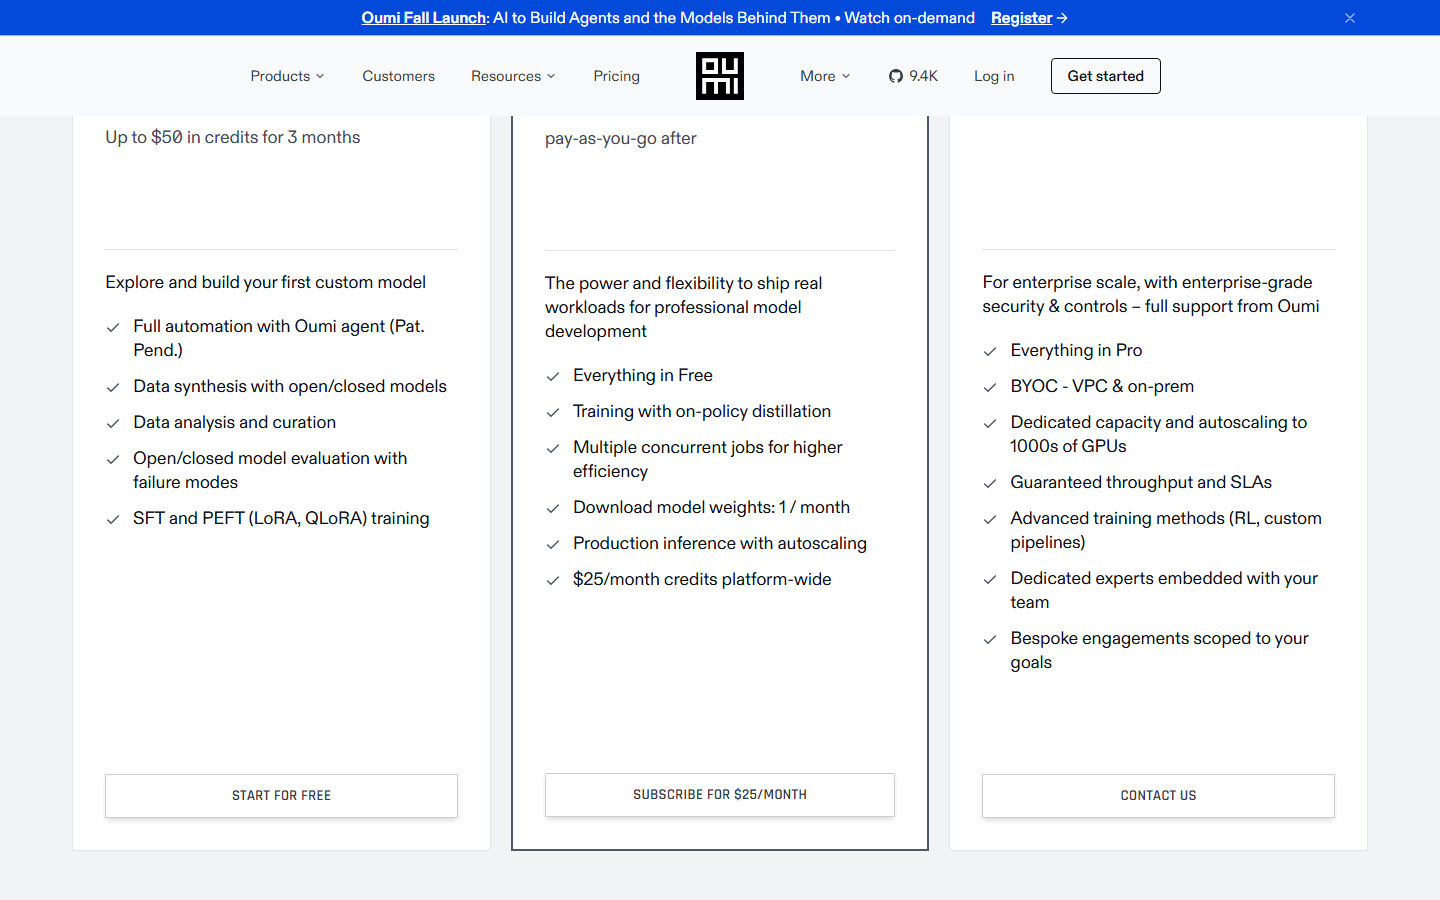 Oumi Fall Launch: AI to Build Agents and the Models Behind Them • Watch on-demand Register →
Products
Customers
Resources
Pricing
oumi
More
9.4K
Log in
Get started
Up to $50 in credits for 3 months
Explore and build your first custom model
Full automation with Oumi agent (Pat.
Pend.)
Data synthesis with open/closed models
Data analysis and curation
Open/closed model evaluation with
failure modes
SFT and PEFT (LoRA, QLoRA) training
START FOR FREE
pay-as-you-go after
The power and flexibility to ship real
workloads for professional model
development
Everything in Free
Training with on-policy distillation
Multiple concurrent jobs for higher
efficiency
Download model weights: 1 / month
Production inference with autoscaling
$25/month credits platform-wide
SUBSCRIBE FOR $25/MONTH
For enterprise scale, with enterprise-grade
security & controls – full support from Oumi
Everything in Pro
BYOC - VPC & on-prem
Dedicated capacity and autoscaling to
1000s of GPUs
Guaranteed throughput and SLAs
Advanced training methods (RL, custom
pipelines)
Dedicated experts embedded with your
team
Bespoke engagements scoped to your
goals
CONTACT US